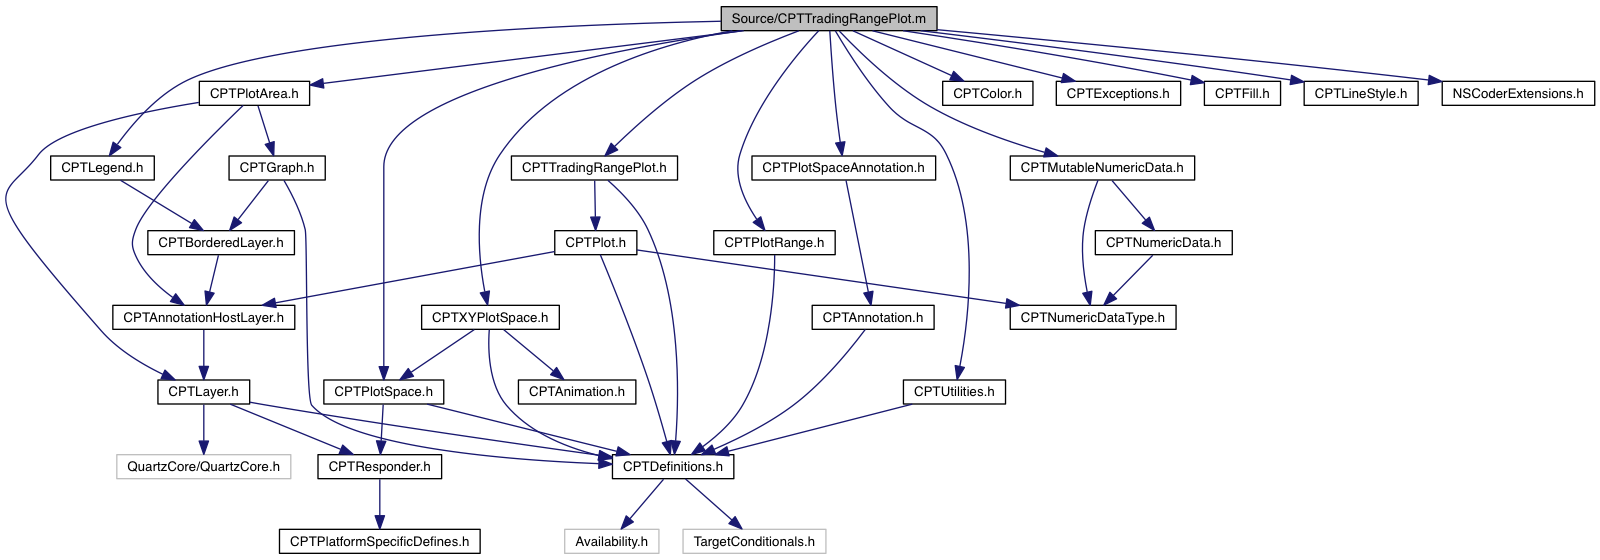 Source/CPTTradingRangePlot.m
CPTPlotArea.h
CPTColor.h
CPTExceptions.h
CPTFill.h
CPTLineStyle.h
NSCoderExtensions.h
CPTLegend.h
CPTGraph.h
CPTTradingRangePlot.h
CPTPlotSpaceAnnotation.h
CPTMutableNumericData.h
CPTBorderedLayer.h
CPTPlot.h
CPTPlotRange.h
CPTNumericData.h
CPTAnnotationHostLayer.h
CPTXYPlotSpace.h
CPTAnnotation.h
CPTNumericDataType.h
CPTLayer.h
CPTPlotSpace.h
CPTAnimation.h
CPTUtilities.h
QuartzCore/QuartzCore.h
CPTResponder.h
CPTDefinitions.h
CPTPlatformSpecificDefines.h
Availability.h
TargetConditionals.h